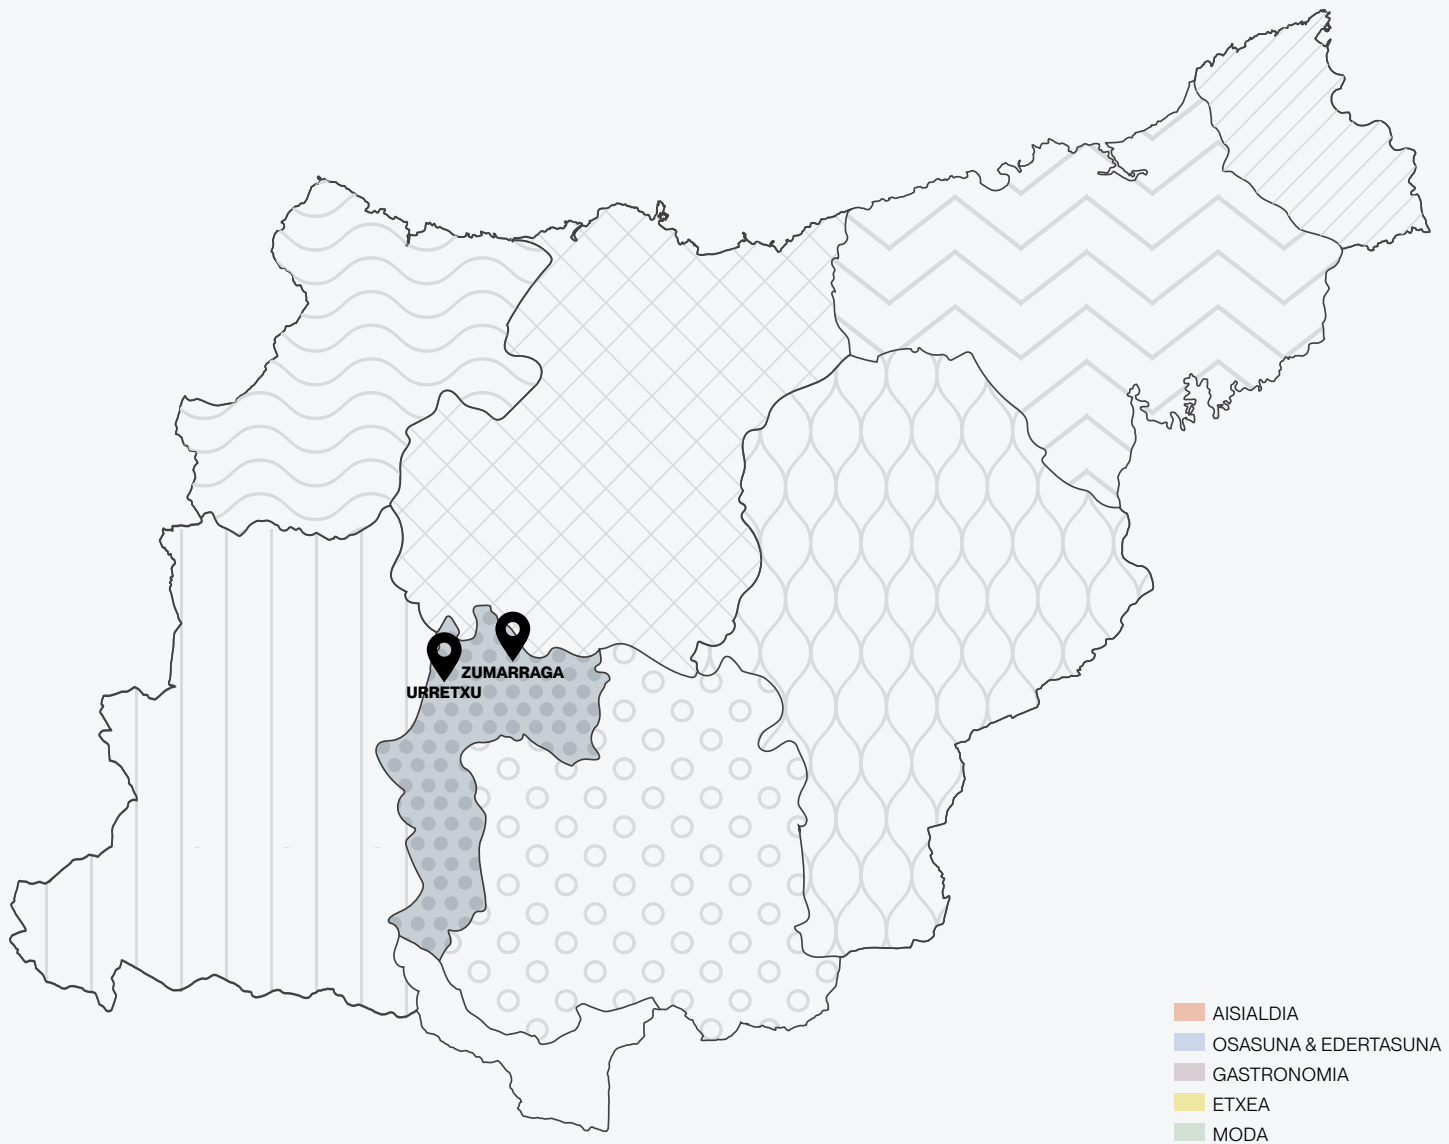 ZUMARRAGA
URRETXU
AISIALDIA
OSASUNA & EDERTASUNA
GASTRONOMIA
ETXEA
MODA